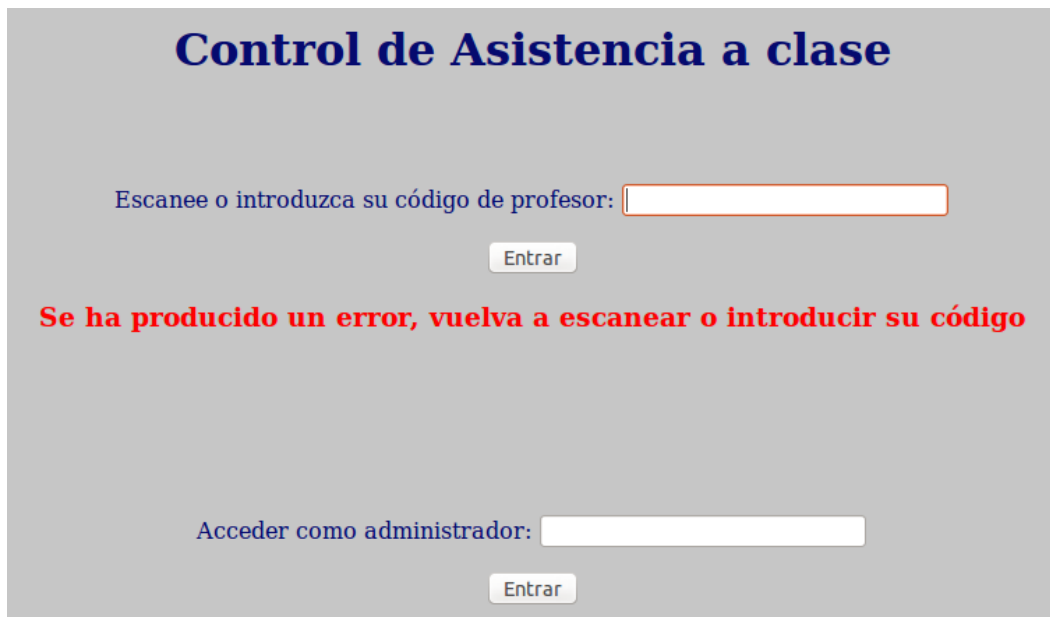 Control de Asistencia a clase
Escanee o introduzca su código de profesor:
Entrar
Se ha producido un error, vuelva a escanear o introducir su código
Acceder como administrador:
Entrar